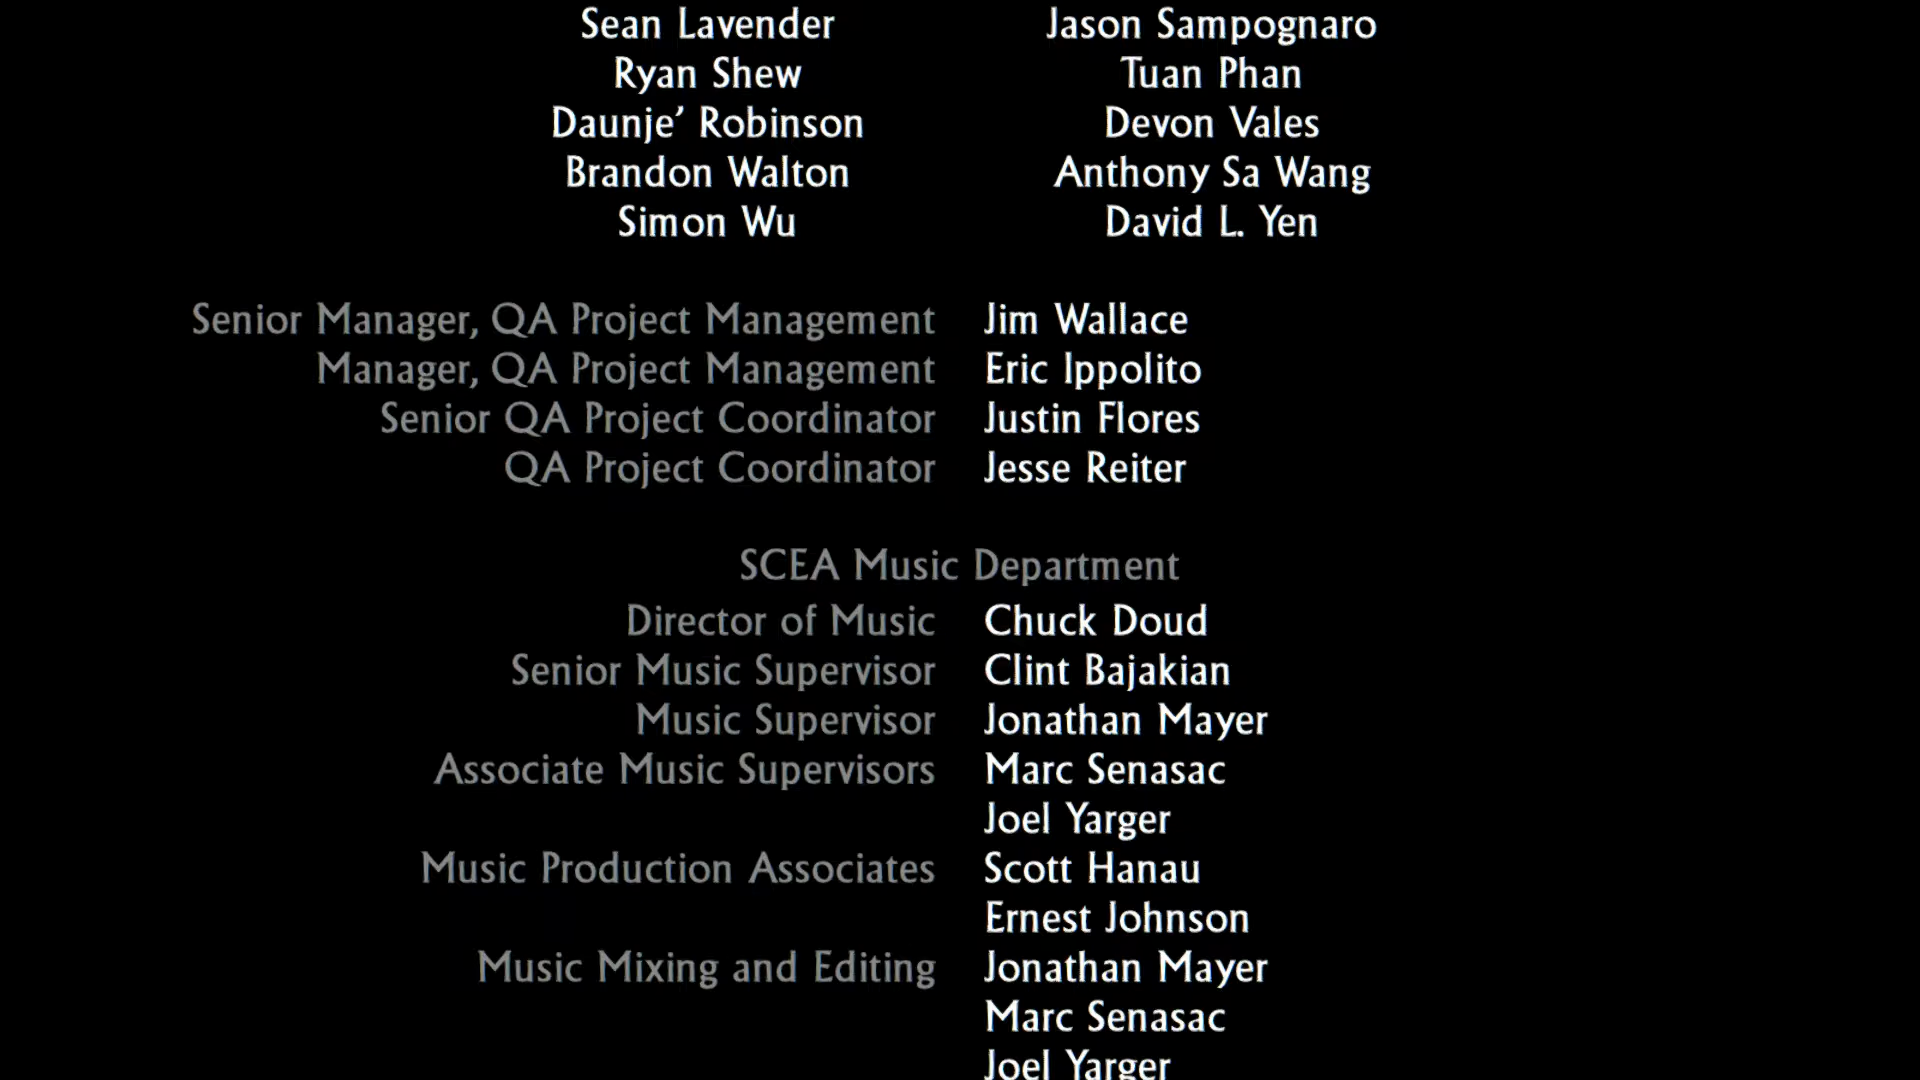 Sean Lavender Jason Sampognaro
Ryan Shew Tuan Phan
Daunje’ Robinson Devon Vales
Brandon Walton Anthony Sa Wang
Simon Wu David L. Yen
Senior Manager, QA Project Management Jim Wallace
Manager, QA Project Management Eric Ippolito
Senior QA Project Coordinator Justin Flores
QA Project Coordinator Jesse Reiter
SCEA Music Department
Director of Music Chuck Doud
Senior Music Supervisor Clint Bajakian
Music Supervisor Jonathan Mayer
Associate Music Supervisors Marc Senasac
Joel Yarger
Music Production Associates Scott Hanau
Ernest Johnson
Music Mixing and Editing Jonathan Mayer
Marc Senasac
Joel Yarger